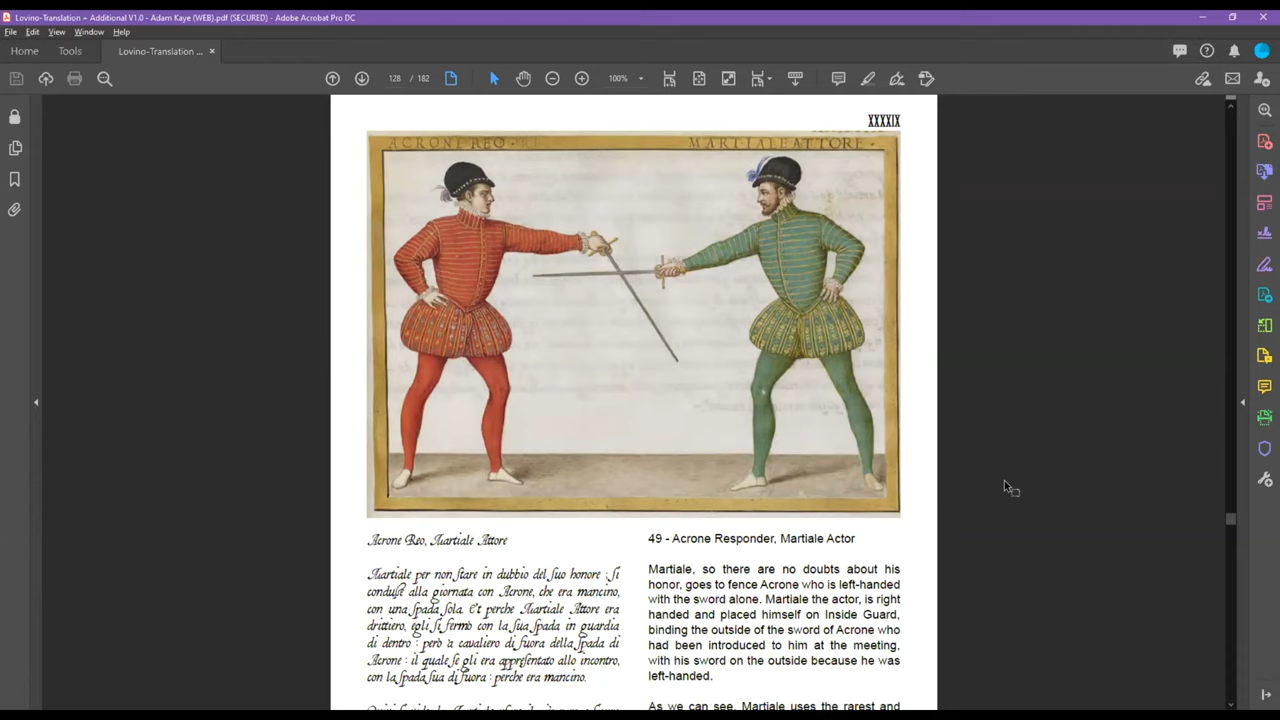 Lovino-Translation + Additional V1.0 - Adam Kaye (WEB).pdf (SECURED) - Adobe Acrobat Pro DC
File Edit View Window Help
Home Tools Lovino-Translation ... ×
128 / 182 100%
XXXXIX
ACRONE REO · MARTIALE ATTORE ·
Acrone Reo, Martiale Attore
Martiale per non stare in dubbio del suo honore : si
condusse alla giornata con Acrone, che era mancino,
con una spada sola. Et perche Martiale Attore era
drittiero, egli si fermò con la sua spada in guardia
di dentro : però à cavaliero di fuora della spada di
Acrone : il quale se gli era appresentato allo incontro,
con la spada sua di fuora : perche era mancino.
49 - Acrone Responder, Martiale Actor
Martiale, so there are no doubts about his
honor, goes to fence Acrone who is left-handed
with the sword alone. Martiale the actor, is right
handed and placed himself on Inside Guard,
binding the outside of the sword of Acrone who
had been introduced to him at the meeting,
with his sword on the outside because he was
left-handed.
As we can see, Martiale uses the rarest and